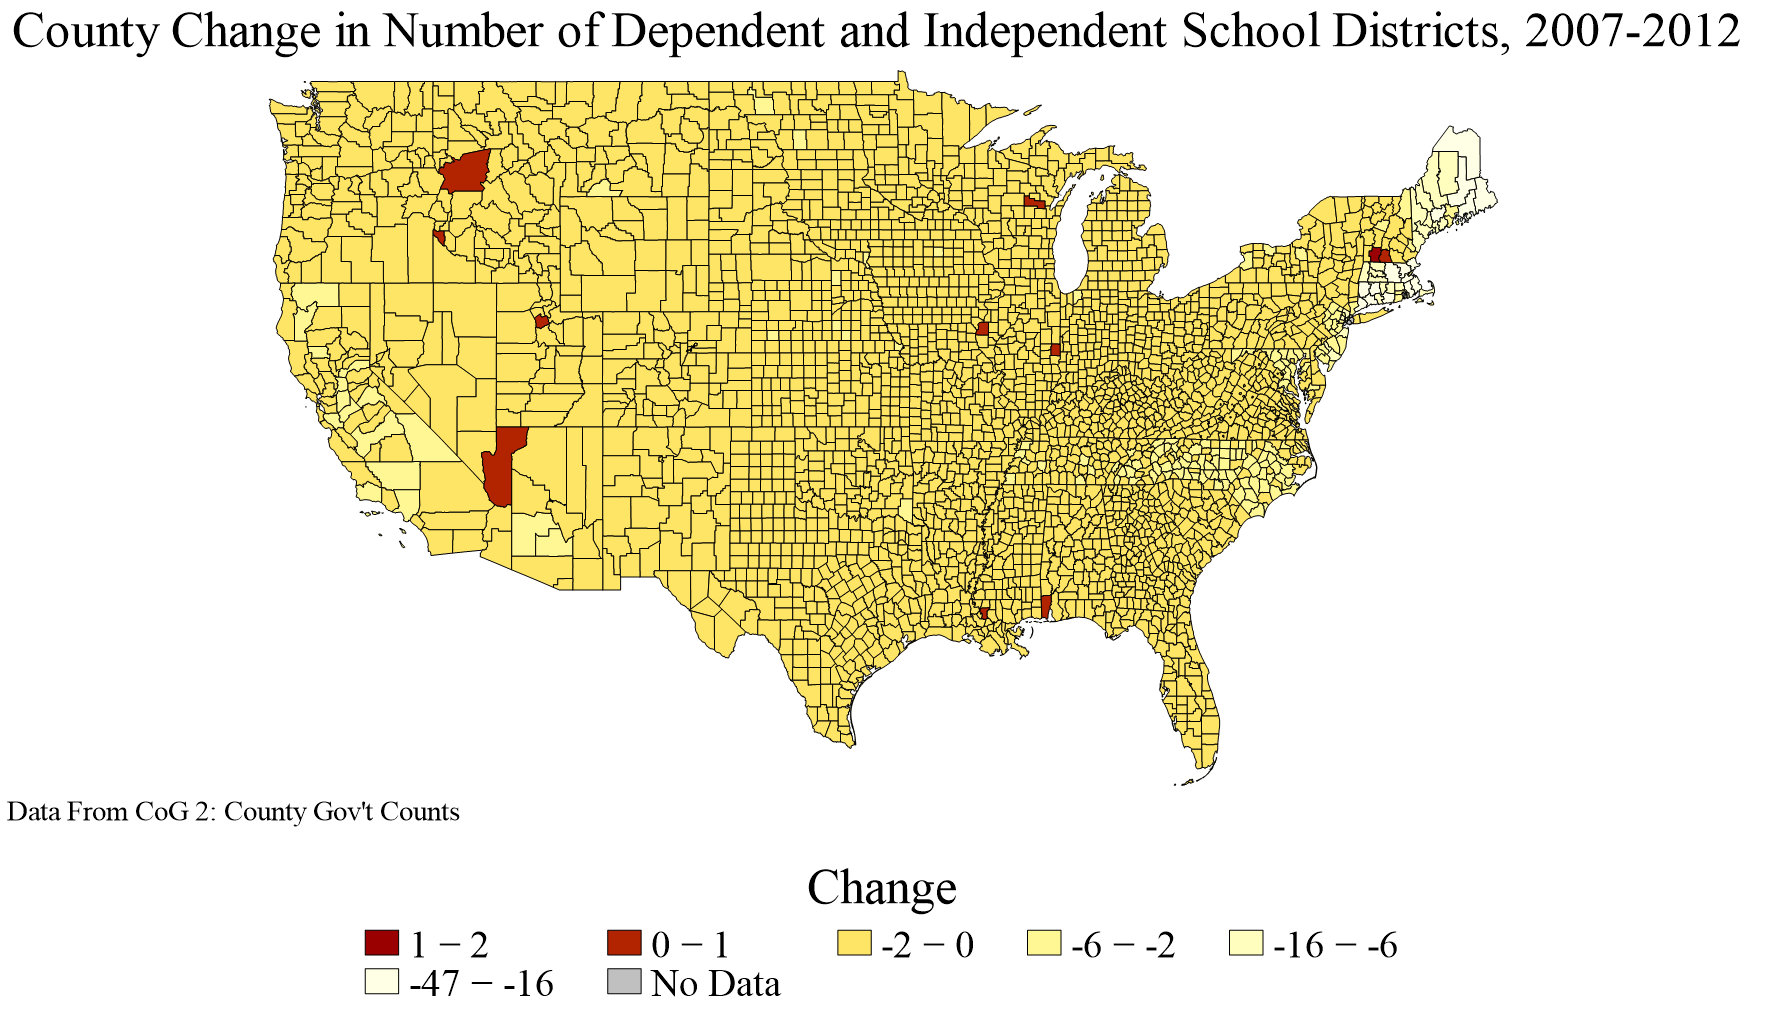 County Change in Number of Dependent and Independent School Districts, 2007-2012
Data From CoG 2: County Gov't Counts
Change
1 − 2 0 − 1 -2 − 0 -6 − -2 -16 − -6
-47 − -16 No Data